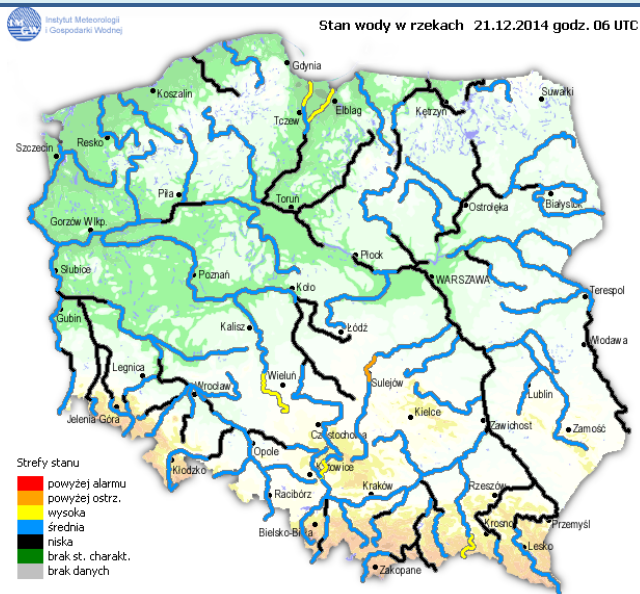 IMGW
Instytut Meteorologii
i Gospodarki Wodnej
Stan wody w rzekach 21.12.2014 godz. 06 UTC
Gdynia
Koszalin
Suwałki
Elbląg
Kętrzyn
Tczew
Resko
Szczecin
Piła
Toruń
Ostrołęka
Białystok
Gorzów Wlkp.
Płock
Słubice
Poznań
WARSZAWA
Koło
Terespol
Gubin
Kalisz
Łódź
Włodawa
Legnica
Wieluń
Sulejów
Wrocław
Lublin
Jelenia Góra
Kielce
Zawichost
Zamość
Częstochowa
Opole
Kłodzko
Katowice
Strefy stanu
powyżej alarmu
powyżej ostrz.
wysoka
średnia
niska
brak st. charakt.
brak danych
Racibórz
Kraków
Rzeszów
Bielsko-Biała
Krosno
Przemyśl
Lesko
Zakopane